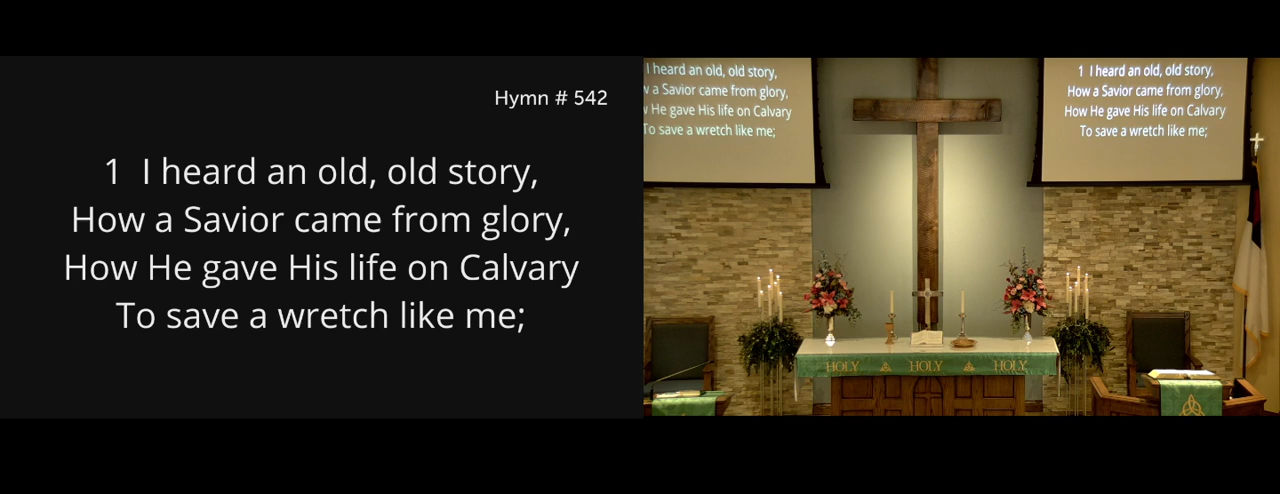 Hymn # 542
1 I heard an old, old story,
How a Savior came from glory,
How He gave His life on Calvary
To save a wretch like me;
I heard an old, old story,
a Savior came from glory,
He gave His life on Calvary
To save a wretch like me;
1 I heard an old, old story,
How a Savior came from glory,
How He gave His life on Calvary
To save a wretch like me;
HOLY HOLY HOLY